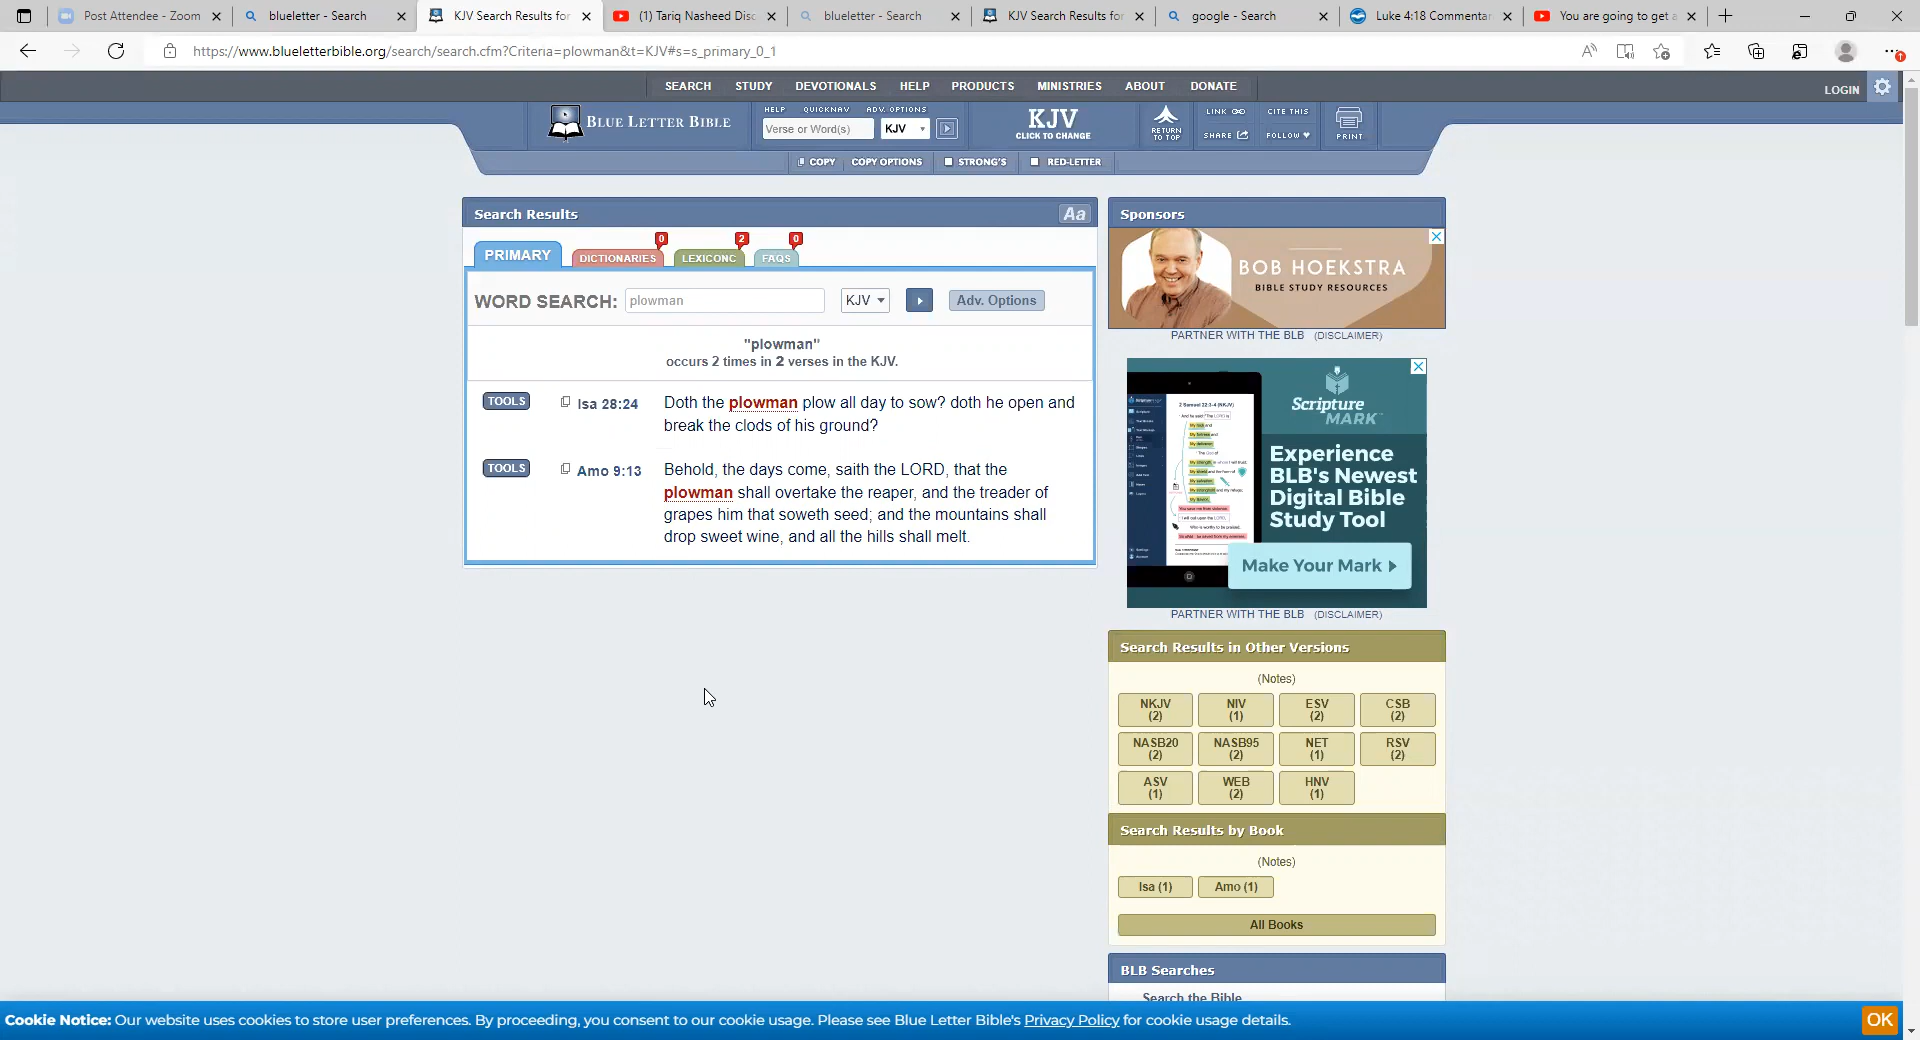 Post Attendee - Zoom
blueletter - Search
KJV Search Results for
(1) Tariq Nasheed Disc
blueletter - Search
KJV Search Results for
google - Search
Luke 4:18 Commentar
You are going to get a
https://www.blueletterbible.org/search/search.cfm?Criteria=plowman&t=KJV#s=s_primary_0_1
SEARCH STUDY DEVOTIONALS HELP PRODUCTS MINISTRIES ABOUT DONATE
LOGIN
BLUE LETTER BIBLE
HELP QUICKNAV ADV. OPTIONS
Verse or Word(s) KJV
KJV
CLICK TO CHANGE
RETURN
TO TOP
LINK
CITE THIS
SHARE
FOLLOW
PRINT
COPY COPY OPTIONS STRONG'S RED-LETTER
Search Results Aa
PRIMARY
DICTIONARIES 0
LEXICONC 2
FAQS 0
WORD SEARCH: plowman KJV Adv. Options
"plowman"
occurs 2 times in 2 verses in the KJV.
TOOLS Isa 28:24 Doth the plowman plow all day to sow? doth he open and
break the clods of his ground?
TOOLS Amo 9:13 Behold, the days come, saith the LORD, that the
plowman shall overtake the reaper, and the treader of
grapes him that soweth seed; and the mountains shall
drop sweet wine, and all the hills shall melt.
Sponsors
BOB HOEKSTRA
BIBLE STUDY RESOURCES
PARTNER WITH THE BLB (DISCLAIMER)
2 Samuel 22:3-4 (NKJV)
Scripture
MARK
Experience
BLB's Newest
Digital Bible
Study Tool
Make Your Mark
PARTNER WITH THE BLB (DISCLAIMER)
Search Results in Other Versions
(Notes)
NKJV NIV ESV CSB
(2) (1) (2) (2)
NASB20 NASB95 NET RSV
(2) (2) (1) (2)
ASV WEB HNV
(1) (2) (1)
Search Results by Book
(Notes)
Isa (1) Amo (1)
All Books
BLB Searches
Search the Bible
Cookie Notice: Our website uses cookies to store user preferences. By proceeding, you consent to our cookie usage. Please see Blue Letter Bible's Privacy Policy for cookie usage details.
OK